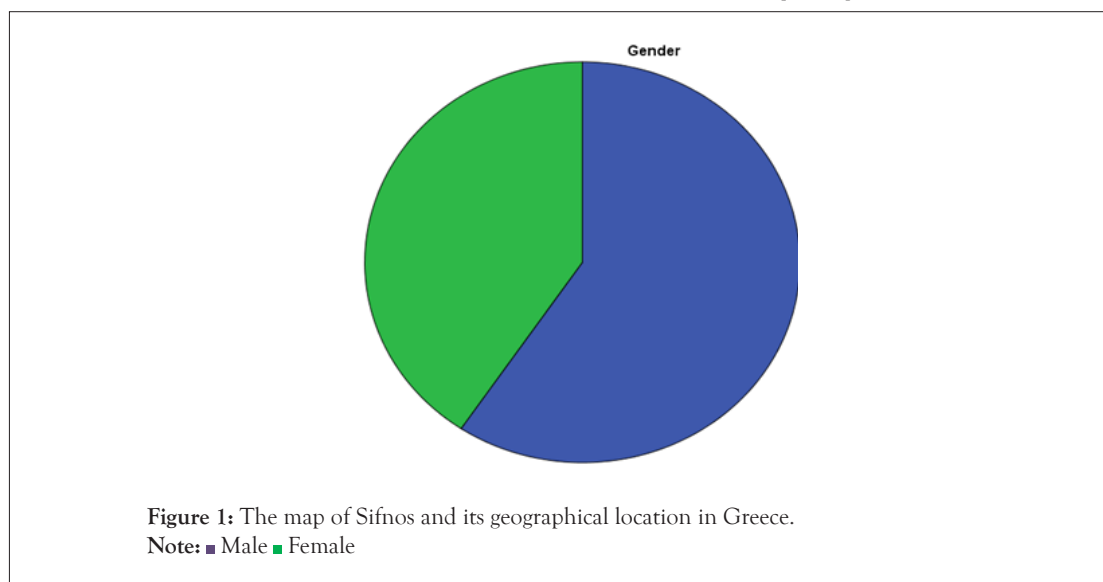 Gender
Figure 1: The map of Sifnos and its geographical location in Greece.
Note: ■ Male ■ Female